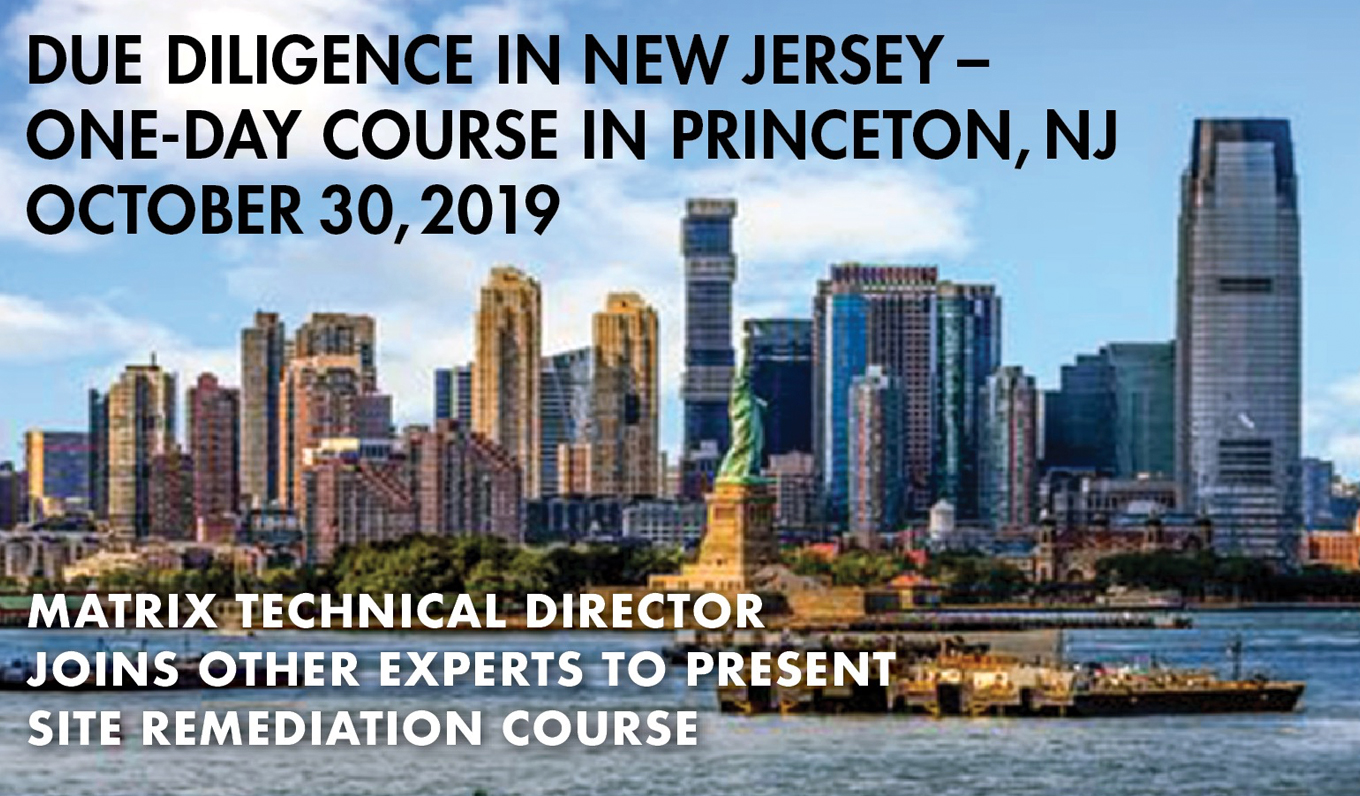 DUE DILIGENCE IN NEW JERSEY –
ONE-DAY COURSE IN PRINCETON, NJ
OCTOBER 30, 2019
MATRIX TECHNICAL DIRECTOR
JOINS OTHER EXPERTS TO PRESENT
SITE REMEDIATION COURSE